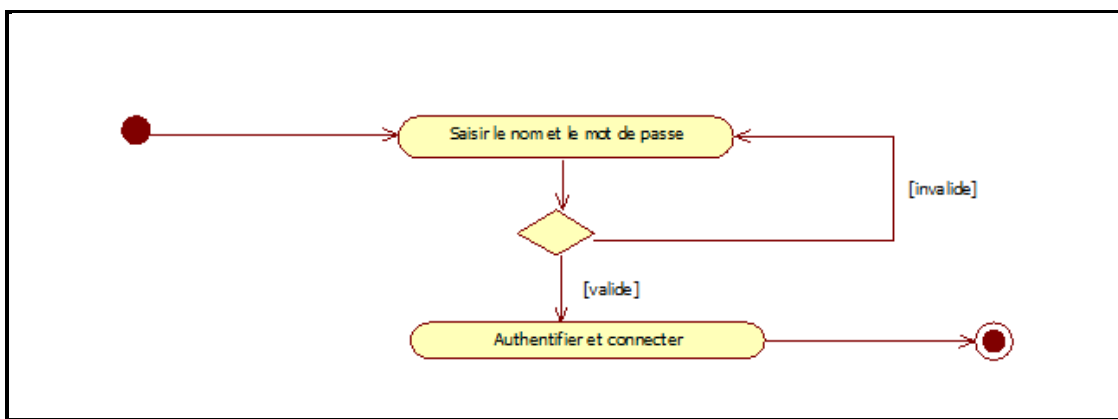 Saisir le nom et le mot de passe
[invalide]
[valide]
Authentifier et connecter